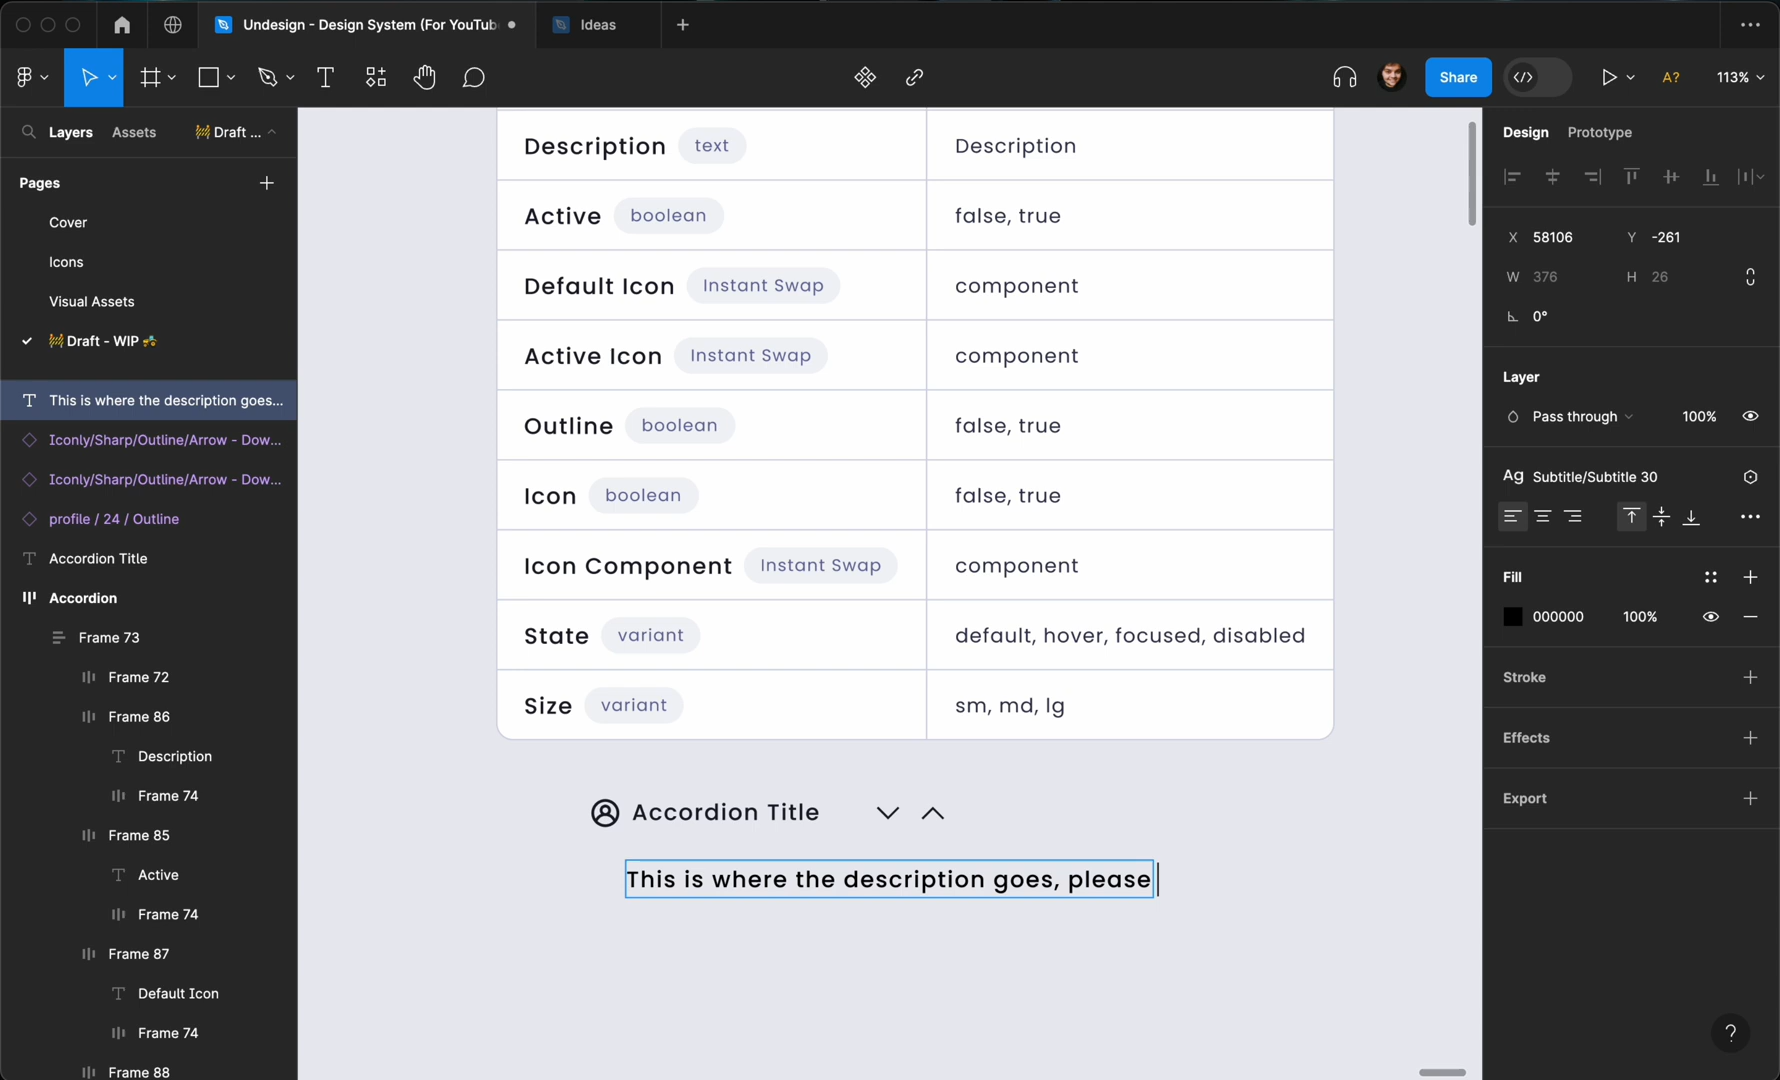 Undesign - Design System (For YouTub
Ideas
Share
A?
113%
Layers
Assets
Draft ...
Pages
Cover
Icons
Visual Assets
Draft - WIP
This is where the description goes...
Iconly/Sharp/Outline/Arrow - Dow...
Iconly/Sharp/Outline/Arrow - Dow...
profile / 24 / Outline
Accordion Title
Accordion
Frame 73
Frame 72
Frame 86
Description
Frame 74
Frame 85
Active
Frame 74
Frame 87
Default Icon
Frame 74
Frame 88
Description text Description
Active boolean false, true
Default Icon Instant Swap component
Active Icon Instant Swap component
Outline boolean false, true
Icon boolean false, true
Icon Component Instant Swap component
State variant default, hover, focused, disabled
Size variant sm, md, lg
Accordion Title
This is where the description goes, please
Design Prototype
X 58106 Y -261
W 376 H 26
0°
Layer
Pass through 100%
Ag Subtitle/Subtitle 30
Fill
000000 100%
Stroke
Effects
Export
?